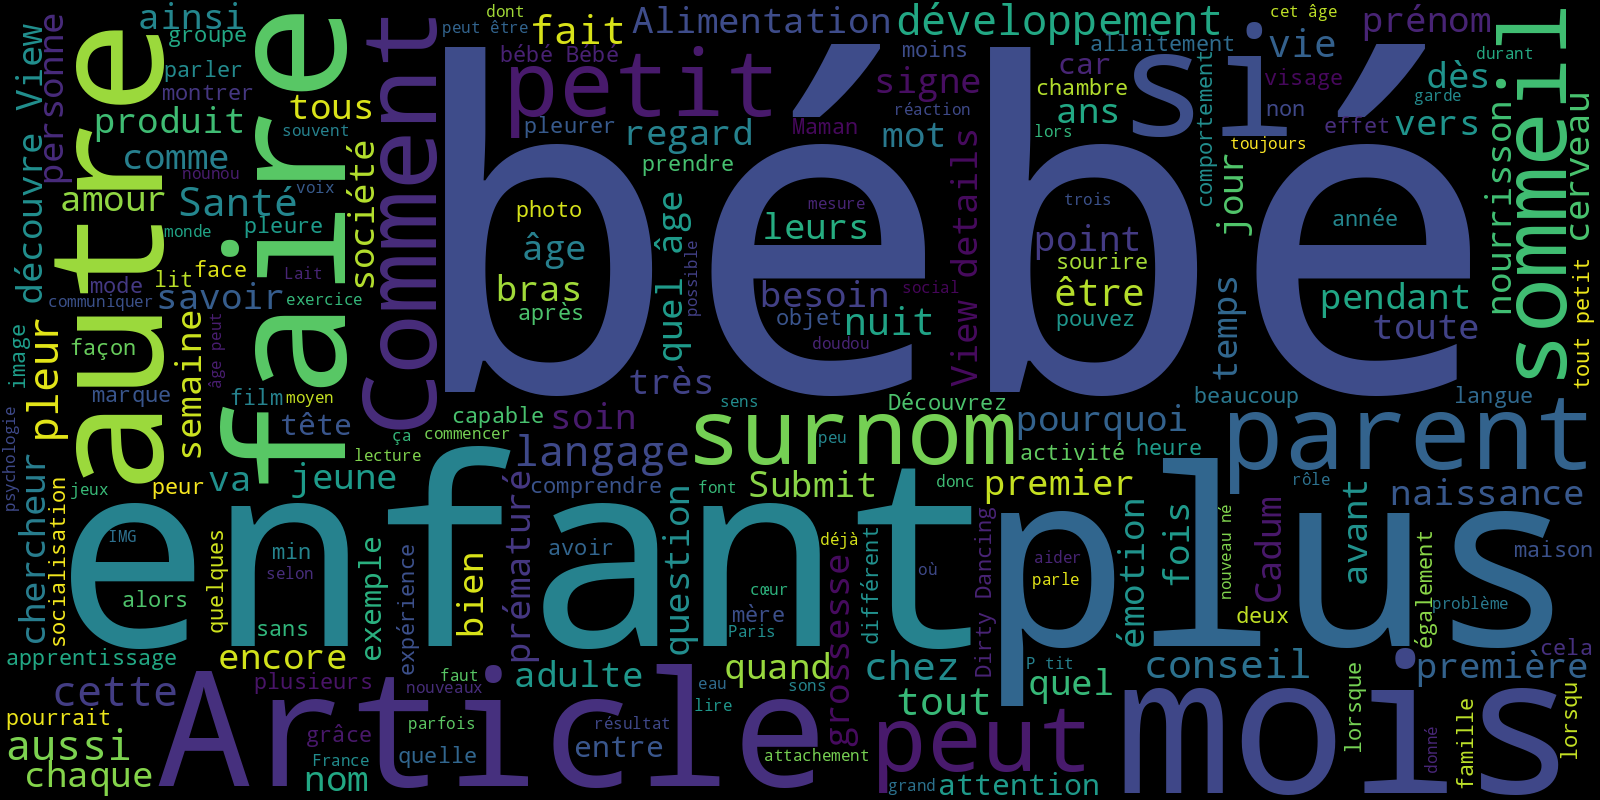 ainsi
groupe
dont
peut être
fait
Alimentation
développement
cet âge
prénom
personne
découvre View
autre
faire
Comment
bébé Bébé
petit
moins
allaitement
si
vie
durant
parler
montrer
tous
signe
car
chambre
visage
dès
sommeil
produit
souvent
pleurer
regard
réaction
Maman
mot
ans
non
garde
comme
société
prendre
lors
comportement
toujours
effet
vers
nounou
voix
amour
Santé
bébé
photo
mesure
trois
jour
année
nourrisson
cerveau
monde
pleure
âge
quel âge
leurs
View details
point
lit
face
Lait
possible
sourire
mode
communiquer
savoir
exercice
bras
après
besoin
social
être
pendant
tout petit
image
pleur
façon
semaine
âge peut
objet
nuit
pouvez
temps
toute
doudou
marque
film
moyen
très
beaucoup
langue
psychologie
tête
capable
soin
sens
Découvrez
pourquoi
parent
ça
commencer
surnom
peu
chercheur
lecture
langage
activité
heure
jeux
peur
va
jeune
comprendre
font
Submit
donc
premier
rôle
naissance
socialisation
enfant
plus
IMG
quelques
min
selon
exemple
expérience
bien
prématuré
avoir
question
déjà
différent
où
Dirty Dancing
aider
parle
émotion
fois
nouveau né
Cadum
avant
maison
alors
cœur
grossesse
également
problème
sans
mère
Paris
deux
apprentissage
encore
cela
cette
plusieurs
faut
nouveaux
adulte
eau
quand
sons
chez
P tit
quel
conseil
première
Article
lire
tout
peut
mois
lorsque
famille
lorsqu
pourrait
parfois
résultat
donné
aussi
grâce
quelle
entre
attachement
chaque
France
nom
grand
attention